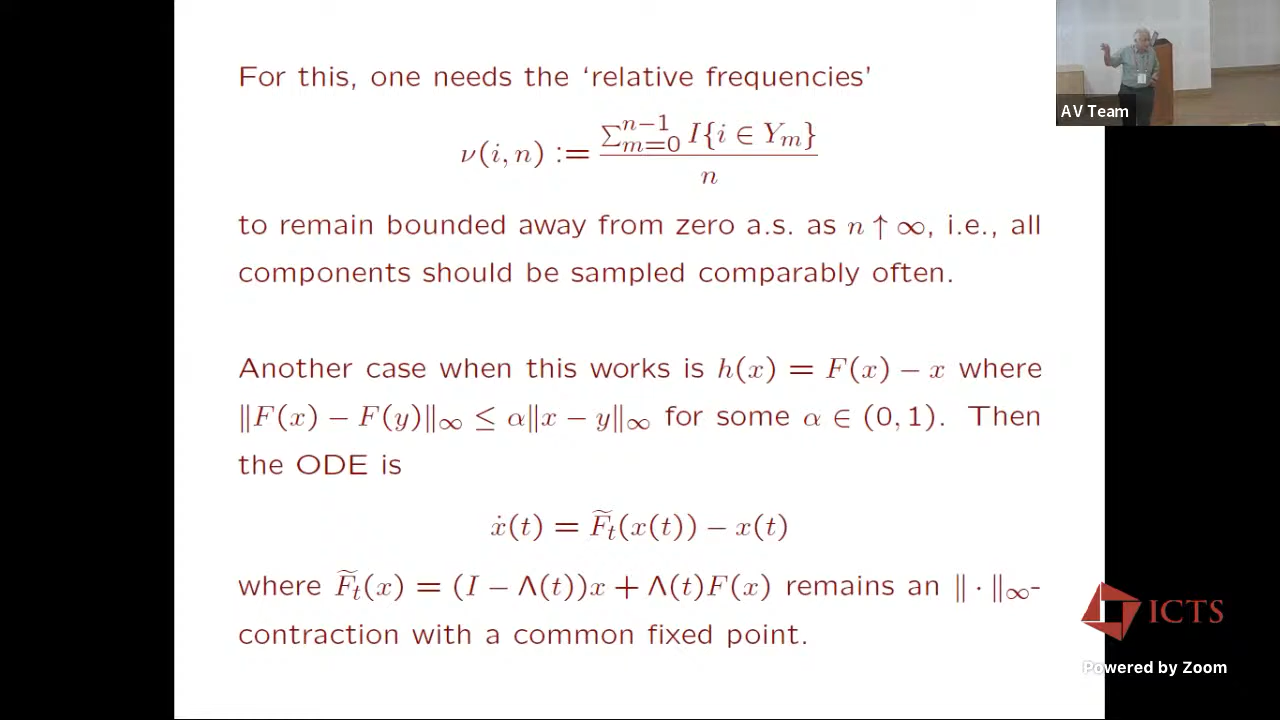 For this, one needs the ‘relative frequencies’
ν(i, n) := ∑_{m=0}^{n−1} I{i ∈ Y_m} / n
to remain bounded away from zero a.s. as n ↑ ∞, i.e., all
components should be sampled comparably often.
Another case when this works is h(x) = F(x) − x where
‖F(x) − F(y)‖_∞ ≤ α‖x − y‖_∞ for some α ∈ (0, 1). Then
the ODE is
ẋ(t) = F̃_t(x(t)) − x(t)
where F̃_t(x) = (I − Λ(t))x + Λ(t)F(x) remains an ‖ · ‖_∞-
contraction with a common fixed point.
AV Team
ICTS
Powered by Zoom